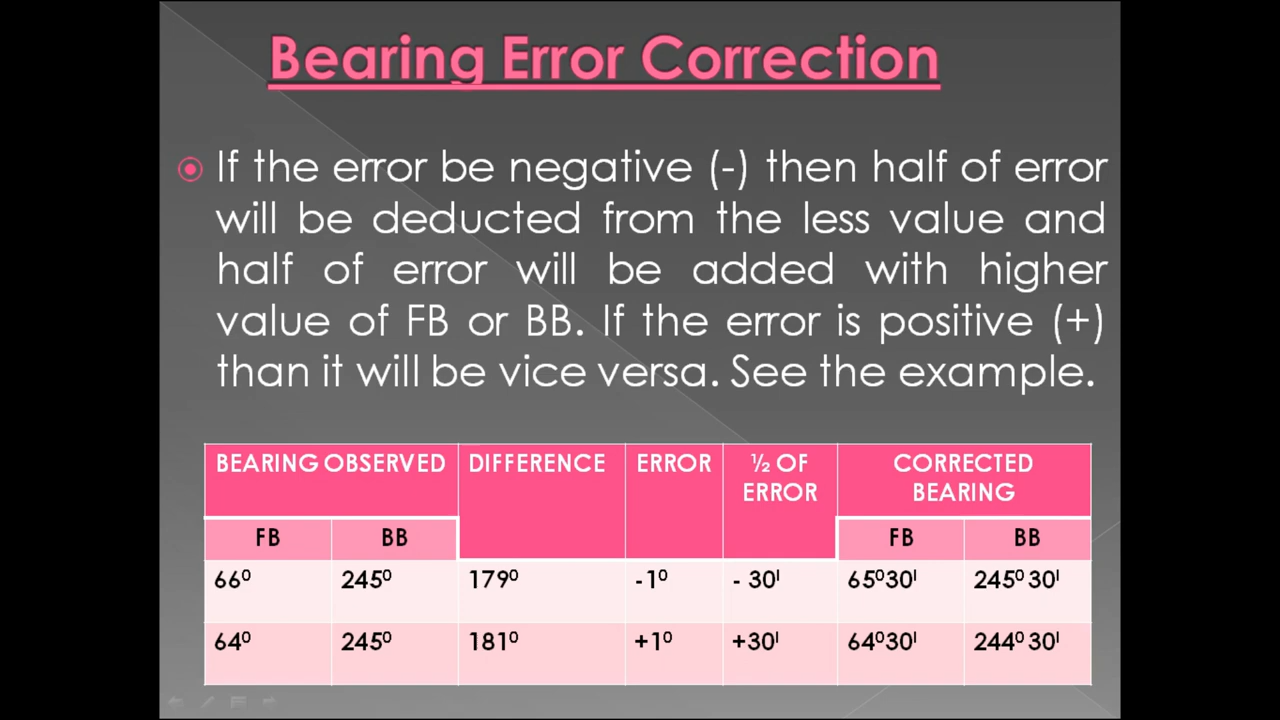 Bearing Error Correction
If the error be negative (-) then half of error
will be deducted from the less value and
half of error will be added with higher
value of FB or BB. If the error is positive (+)
than it will be vice versa. See the example.
BEARING OBSERVED DIFFERENCE ERROR ½ OF ERROR CORRECTED BEARING
FB BB FB BB
66⁰ 245⁰ 179⁰ -1⁰ - 30ˡ 65⁰30ˡ 245⁰ 30ˡ
64⁰ 245⁰ 181⁰ +1⁰ +30ˡ 64⁰30ˡ 244⁰ 30ˡ